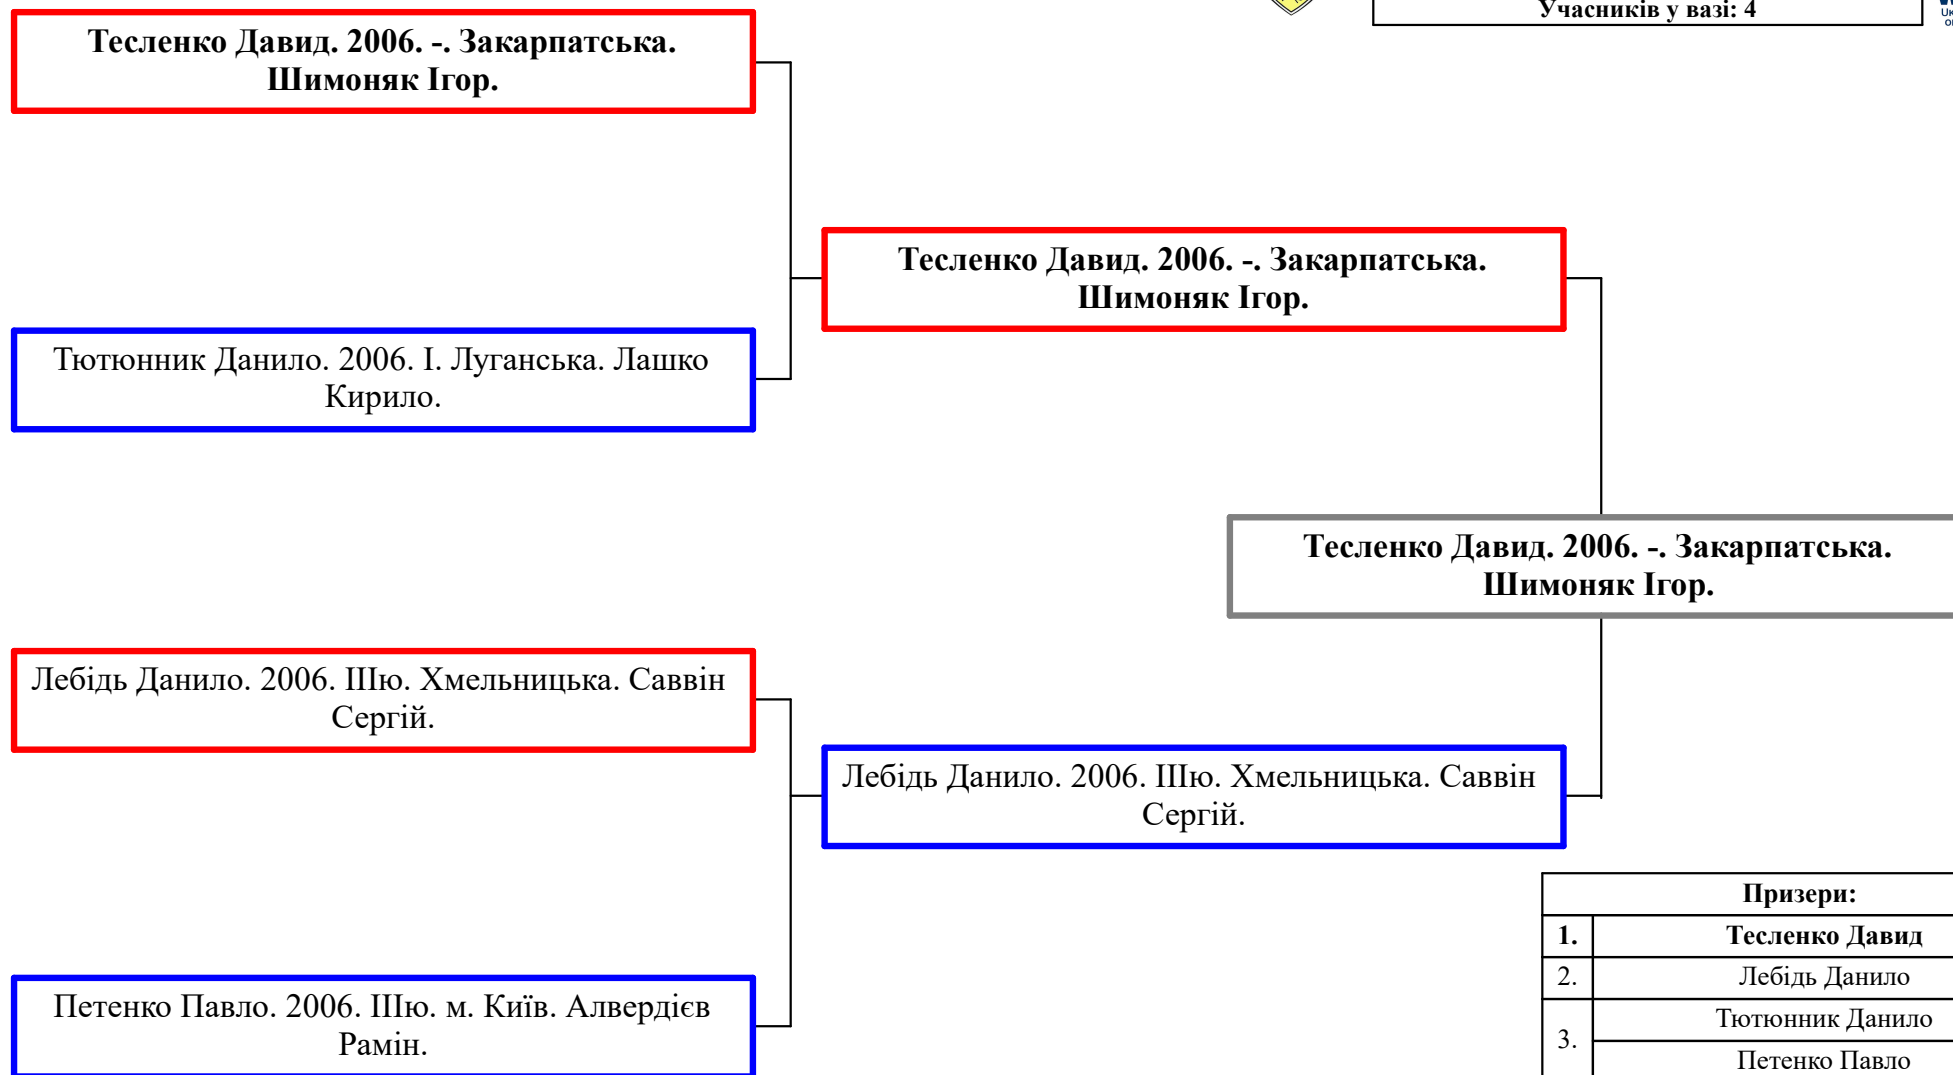 Учасників у вазі: 4
Тесленко Давид. 2006. -. Закарпатська.
Шимоняк Ігор.
Тесленко Давид. 2006. -. Закарпатська.
Шимоняк Ігор.
Тютюнник Данило. 2006. І. Луганська. Лашко
Кирило.
Тесленко Давид. 2006. -. Закарпатська.
Шимоняк Ігор.
Лебідь Данило. 2006. ІІІю. Хмельницька. Саввін
Сергій.
Лебідь Данило. 2006. ІІІю. Хмельницька. Саввін
Сергій.
Петенко Павло. 2006. ІІІю. м. Київ. Алвердієв
Рамін.
Призери:
1. Тесленко Давид
2. Лебідь Данило
3. Тютюнник Данило
Петенко Павло